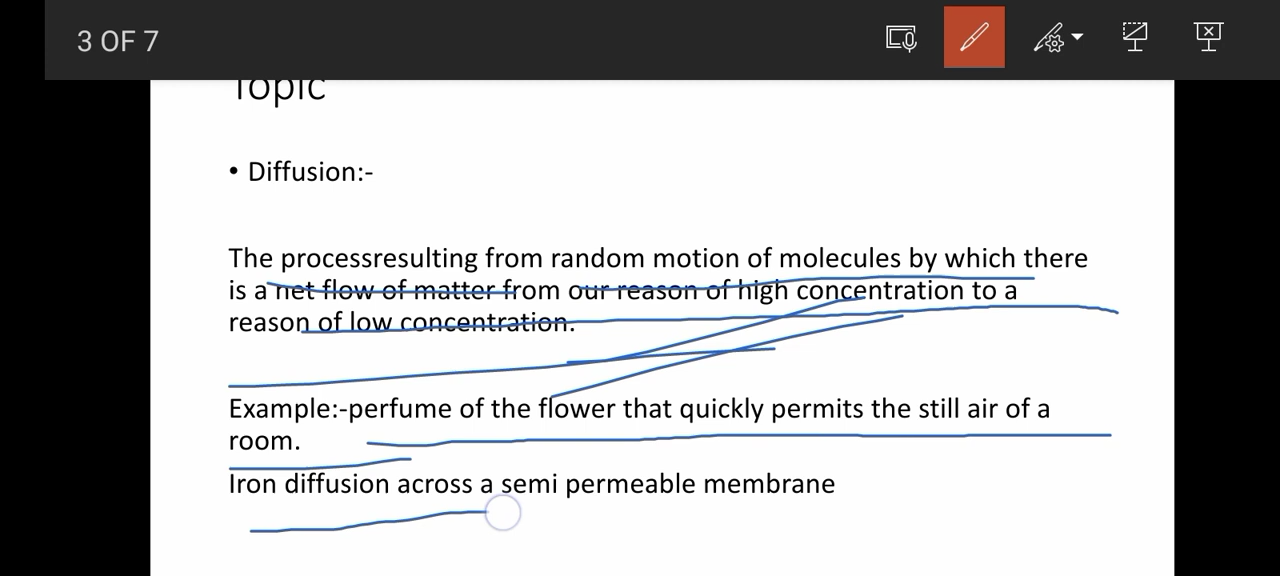 3 OF 7
Topic
• Diffusion:-
The processresulting from random motion of molecules by which there
is a net flow of matter from our reason of high concentration to a
reason of low concentration.
Example:-perfume of the flower that quickly permits the still air of a
room.
Iron diffusion across a semi permeable membrane